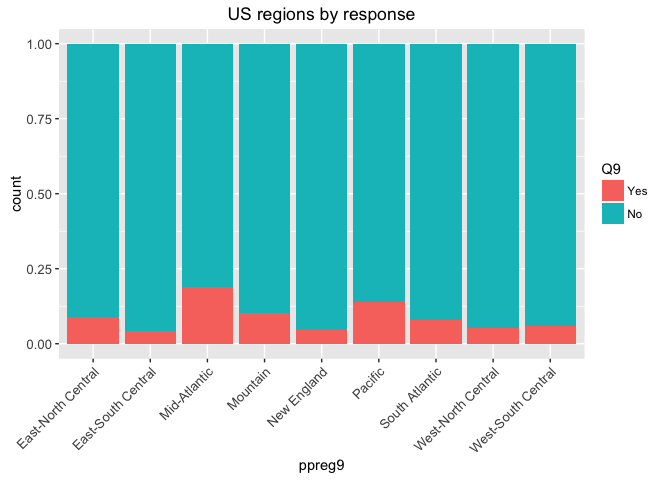 US regions by response
1.00
0.75
0.50
0.25
0.00
count
East-North Central
East-South Central
Mid-Atlantic
Mountain
New England
Pacific
South Atlantic
West-North Central
West-South Central
ppreg9
Q9
Yes
No